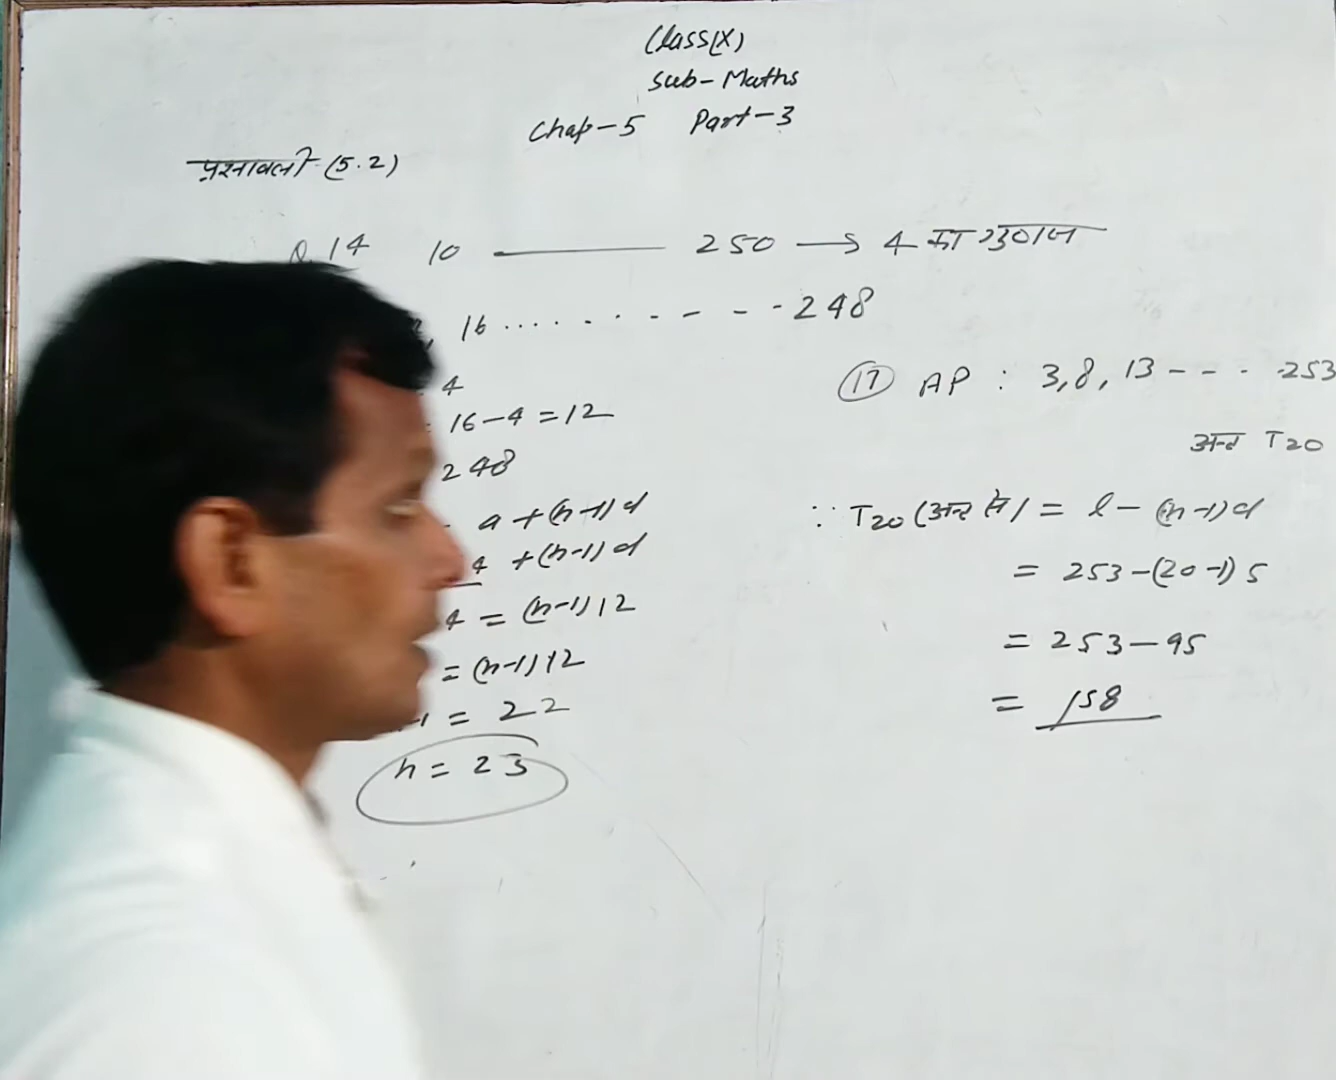 Class(X)
Sub-Maths
Chap-5 Part-3
प्रश्नावली (5.2)
Q.14 10 ——— 250 → 4 का गुणज
, 16 ..... - - - - - 248
4
16-4 = 12
248
a + (n-1)d
4 + (n-1)d
4 = (n-1)12
= (n-1)12
-1 = 22
n = 23
(17) AP : 3, 8, 13 - - - - 253
अन्त T20
∵ T20 (अन्त से) = l - (n-1)d
= 253-(20-1)5
= 253-95
= 158